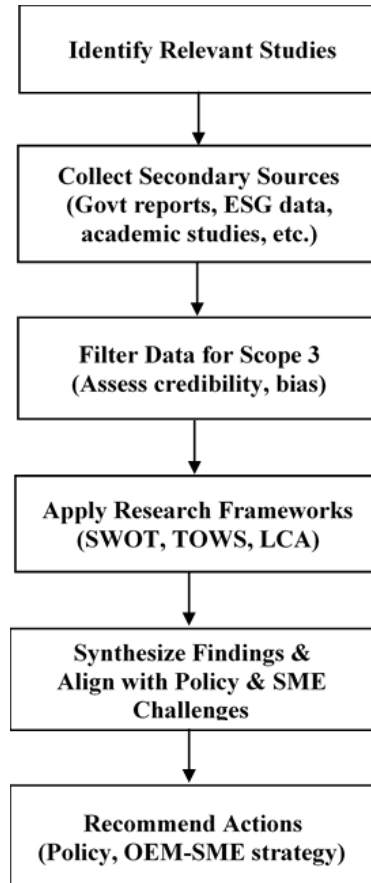 Identify Relevant Studies
Collect Secondary Sources
(Govt reports, ESG data,
academic studies, etc.)
Filter Data for Scope 3
(Assess credibility, bias)
Apply Research Frameworks
(SWOT, TOWS, LCA)
Synthesize Findings &
Align with Policy & SME
Challenges
Recommend Actions
(Policy, OEM-SME strategy)